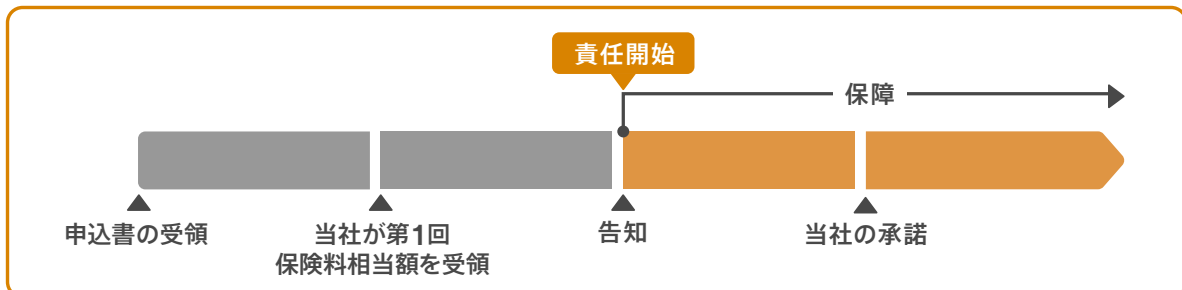 責任開始
保障
申込書の受領
当社が第1回
保険料相当額を受領
告知
当社の承諾